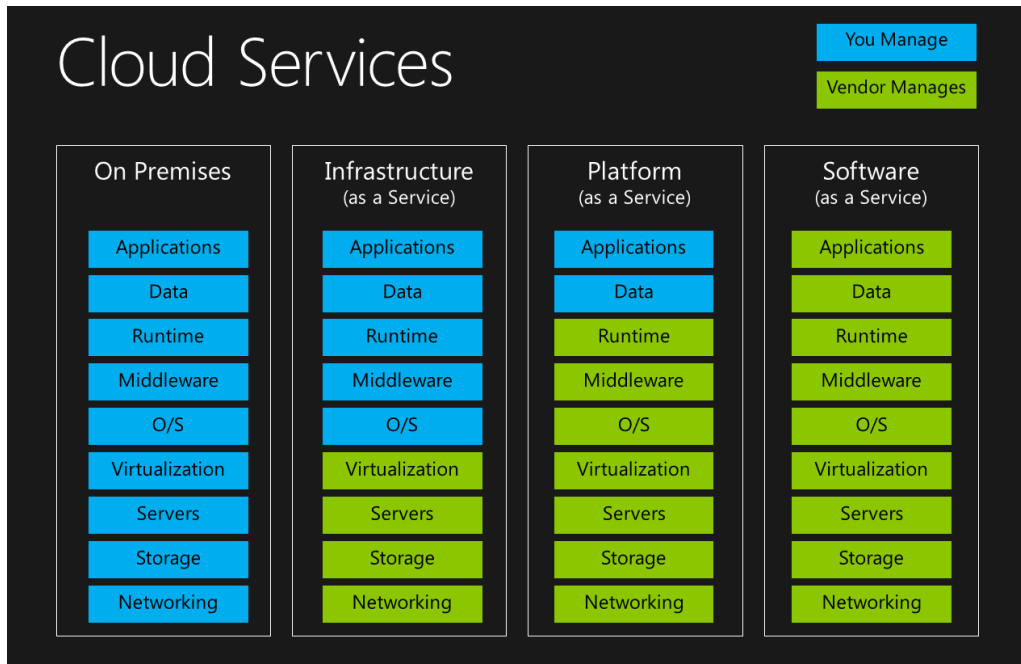 Cloud Services
You Manage
Vendor Manages
On Premises
Applications
Data
Runtime
Middleware
O/S
Virtualization
Servers
Storage
Networking
Infrastructure
(as a Service)
Applications
Data
Runtime
Middleware
O/S
Virtualization
Servers
Storage
Networking
Platform
(as a Service)
Applications
Data
Runtime
Middleware
O/S
Virtualization
Servers
Storage
Networking
Software
(as a Service)
Applications
Data
Runtime
Middleware
O/S
Virtualization
Servers
Storage
Networking